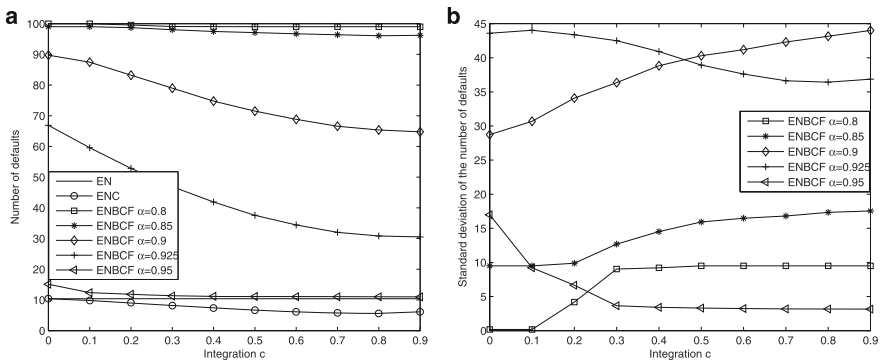 a
Number of defaults
100
90
80
70
60
50
40
30
20
10
0
EN
ENC
ENBCF α=0.8
ENBCF α=0.85
ENBCF α=0.9
ENBCF α=0.925
ENBCF α=0.95
0 0.1 0.2 0.3 0.4 0.5 0.6 0.7 0.8 0.9
Integration c
b
Standard deviation of the number of defaults
45
40
35
30
25
20
15
10
5
0
ENBCF α=0.8
ENBCF α=0.85
ENBCF α=0.9
ENBCF α=0.925
ENBCF α=0.95
0 0.1 0.2 0.3 0.4 0.5 0.6 0.7 0.8 0.9
Integration c